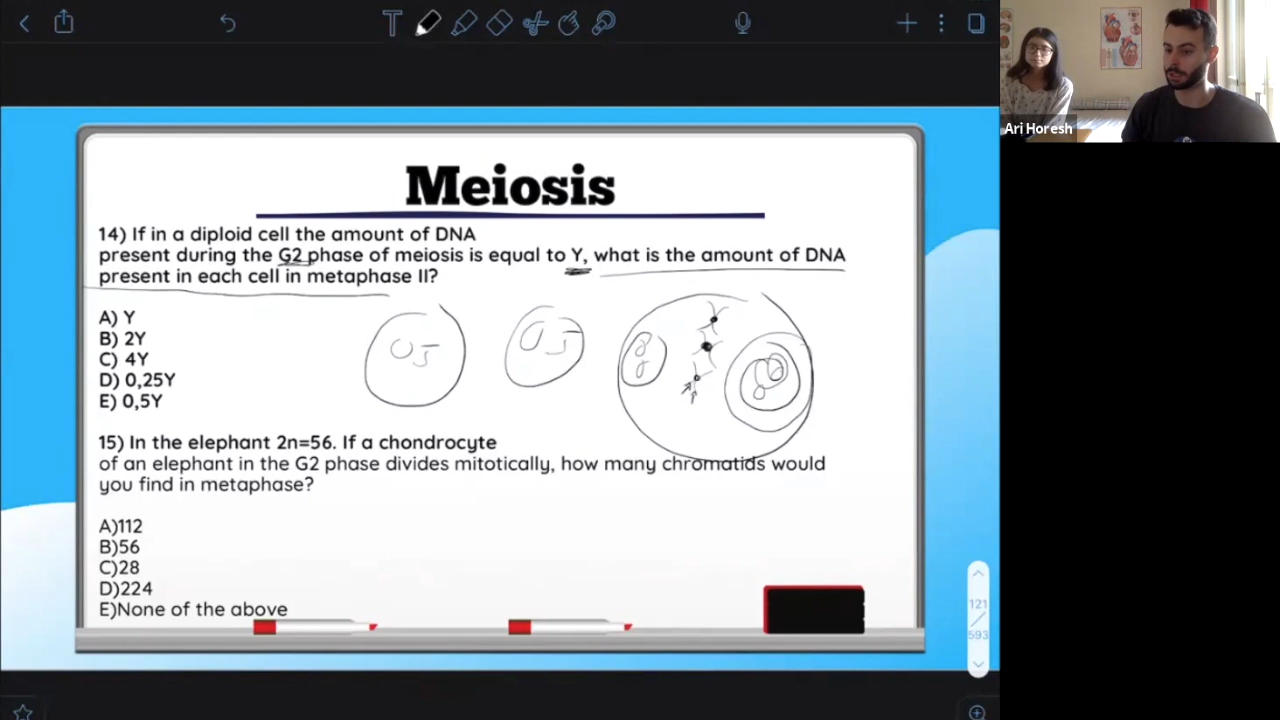 Ari Horesh
Meiosis
14) If in a diploid cell the amount of DNA
present during the G2 phase of meiosis is equal to Y, what is the amount of DNA
present in each cell in metaphase II?
A) Y
B) 2Y
C) 4Y
D) 0,25Y
E) 0,5Y
15) In the elephant 2n=56. If a chondrocyte
of an elephant in the G2 phase divides mitotically, how many chromatids would
you find in metaphase?
A)112
B)56
C)28
D)224
E)None of the above
121
/
593